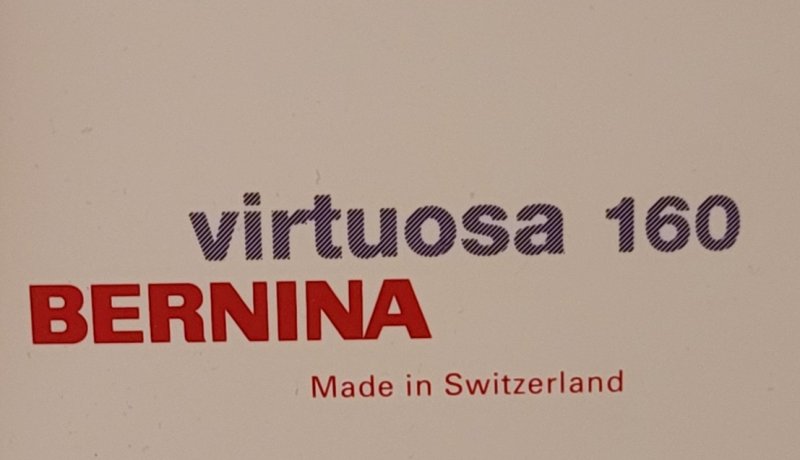 virtuosa 160
BERNINA
Made in Switzerland